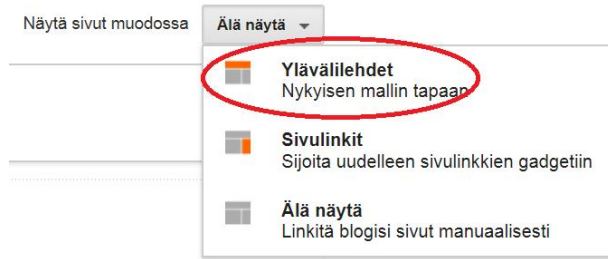 Näytä sivut muodossa Älä näytä
Ylävälilehdet
Nykyisen mallin tapaan
Sivulinkit
Sijoita uudelleen sivulinkkien gadgetiin
Älä näytä
Linkitä blogisi sivut manuaalisesti